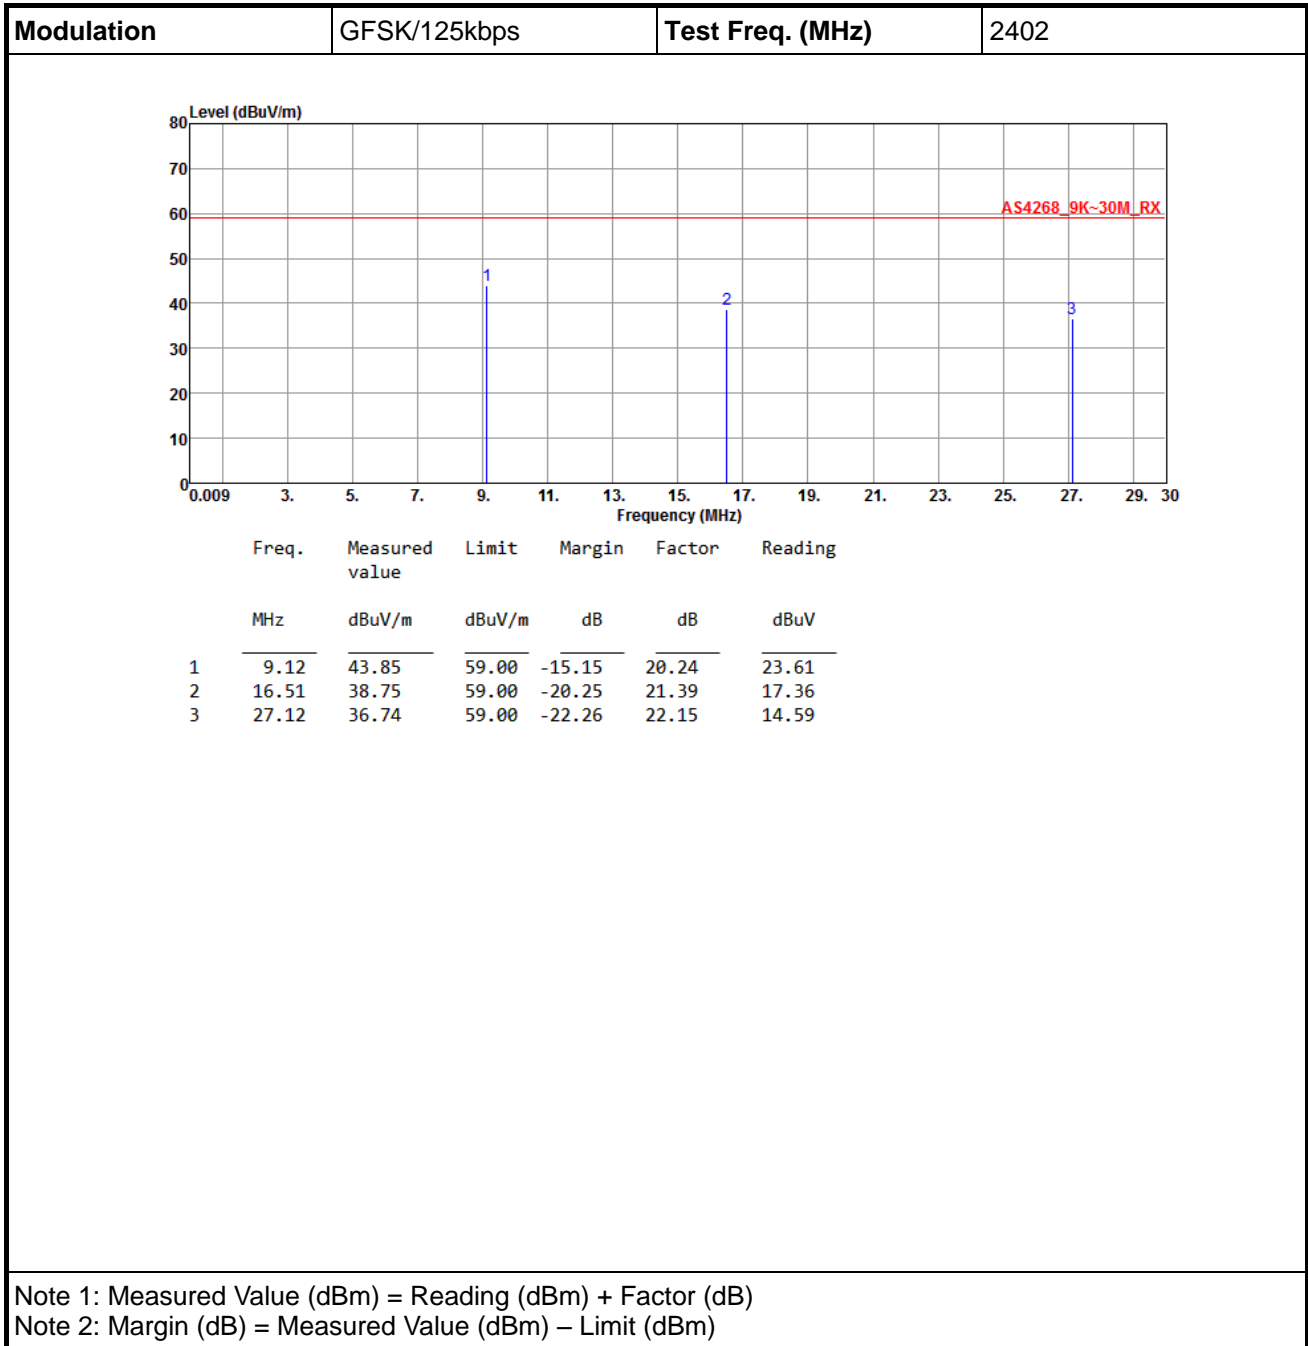 Modulation GFSK/125kbps Test Freq. (MHz) 2402
Level (dBuV/m)
80
70
60
50
40
30
20
10
0
AS4268_9K~30M_RX
1
2
3
0.009 3. 5. 7. 9. 11. 13. 15. 17. 19. 21. 23. 25. 27. 29. 30
Frequency (MHz)
Freq. Measured Limit Margin Factor Reading
value
MHz dBuV/m dBuV/m dB dB dBuV
1 9.12 43.85 59.00 -15.15 20.24 23.61
2 16.51 38.75 59.00 -20.25 21.39 17.36
3 27.12 36.74 59.00 -22.26 22.15 14.59
Note 1: Measured Value (dBm) = Reading (dBm) + Factor (dB)
Note 2: Margin (dB) = Measured Value (dBm) – Limit (dBm)